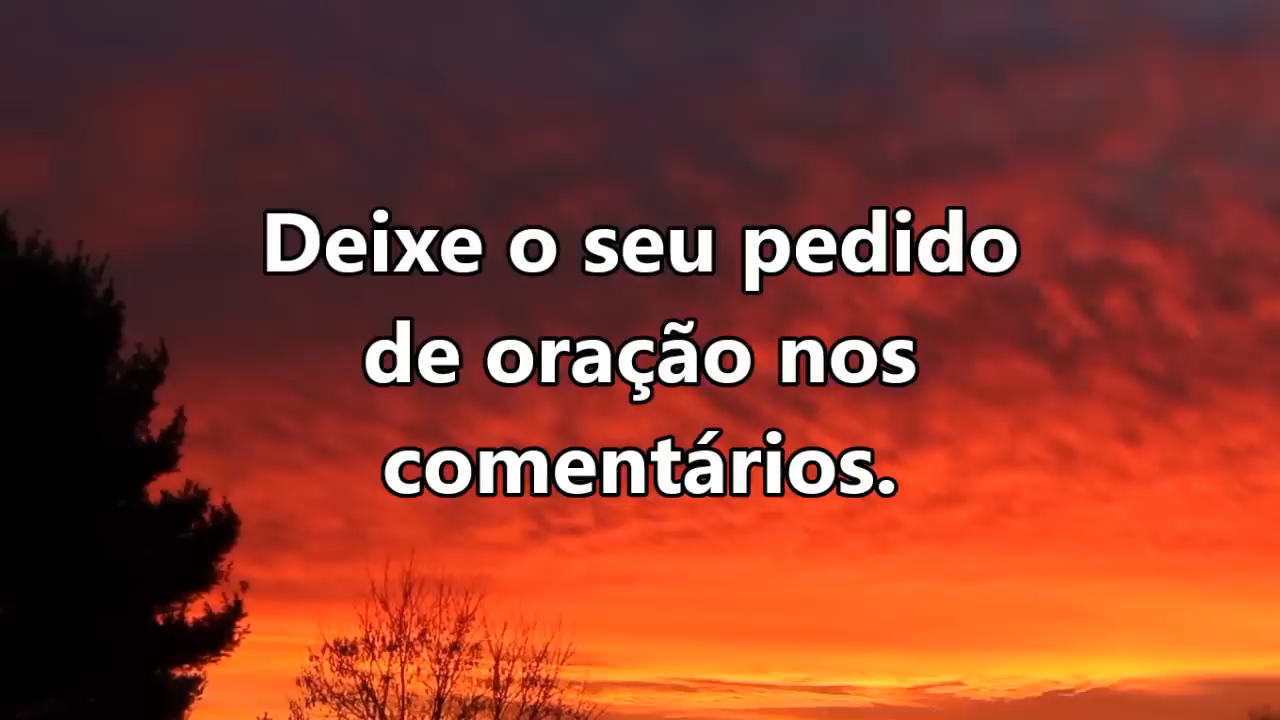 Deixe o seu pedido
de oração nos
comentários.